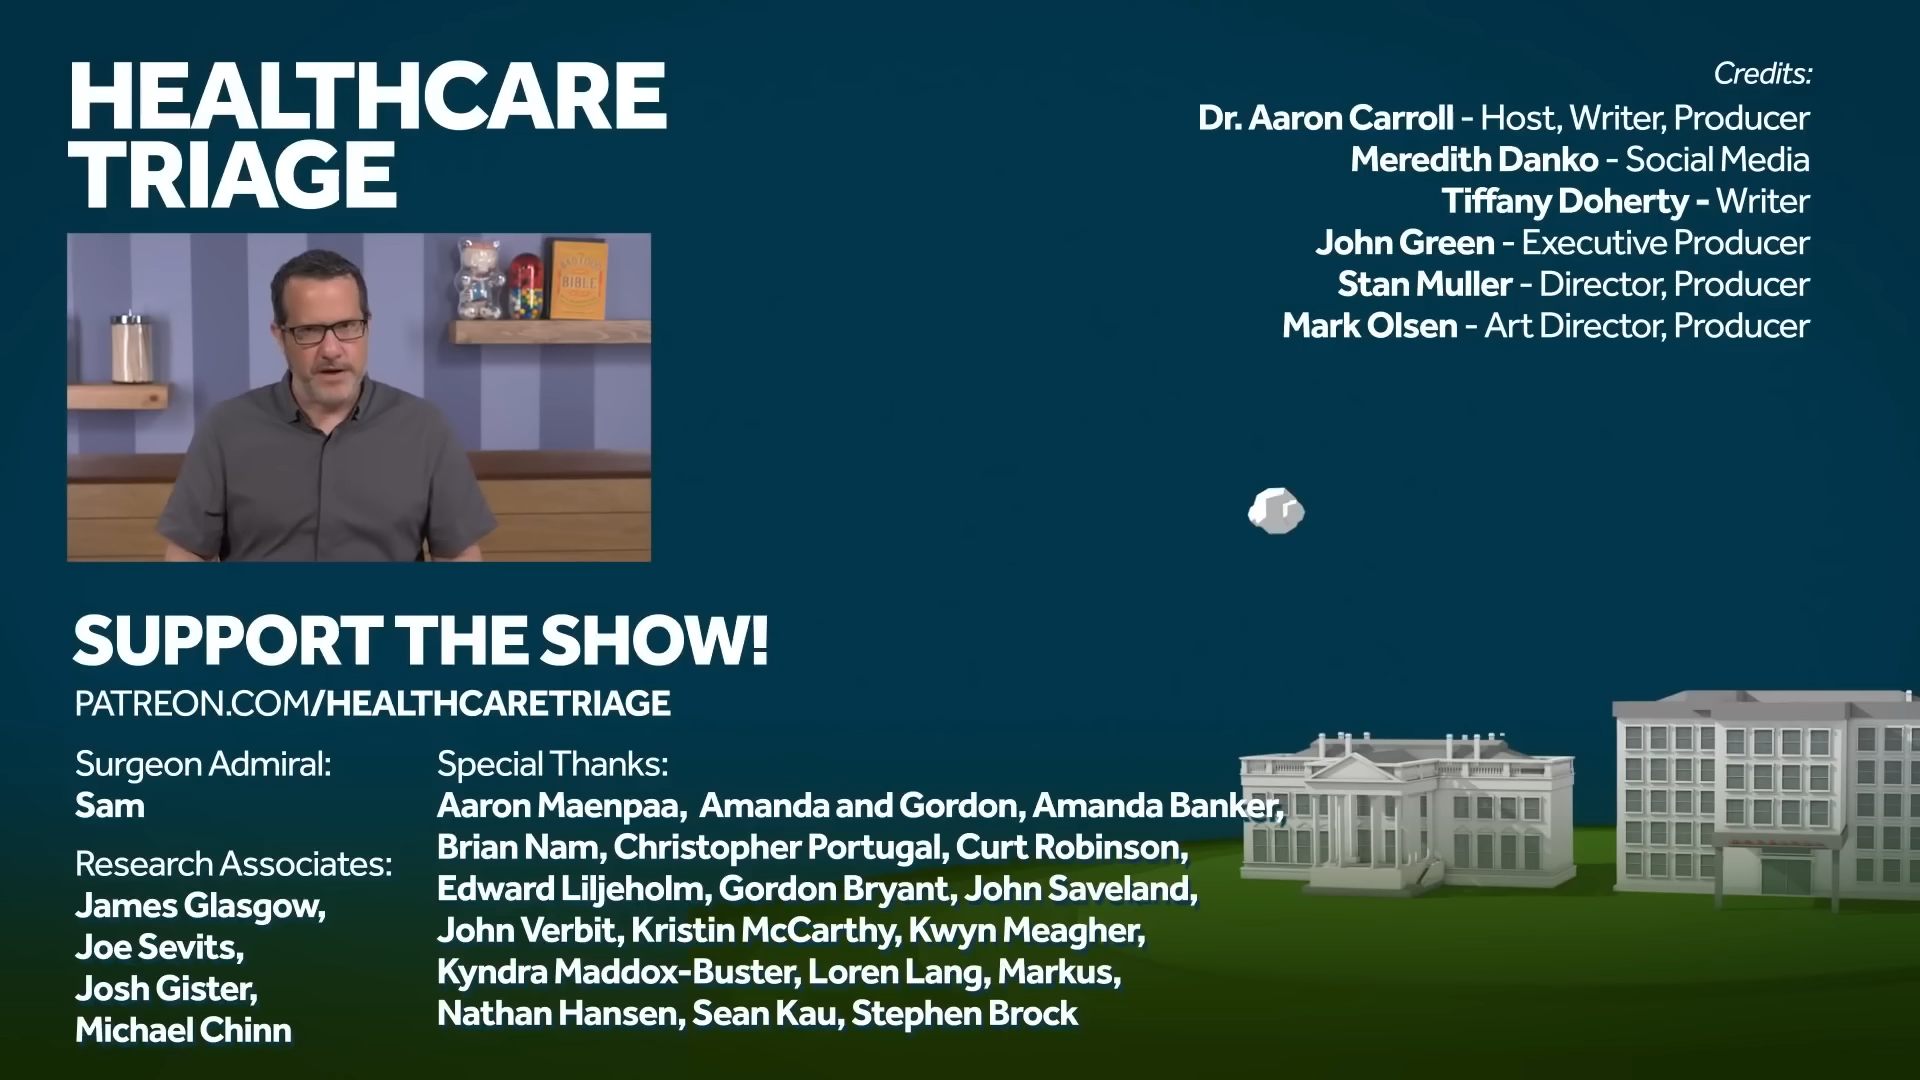 HEALTHCARE
TRIAGE
BIBLE
SUPPORT THE SHOW!
PATREON.COM/HEALTHCARETRIAGE
Surgeon Admiral:
Sam
Research Associates:
James Glasgow,
Joe Sevits,
Josh Gister,
Michael Chinn
Special Thanks:
Aaron Maenpaa, Amanda and Gordon, Amanda Banker,
Brian Nam, Christopher Portugal, Curt Robinson,
Edward Liljeholm, Gordon Bryant, John Saveland,
John Verbit, Kristin McCarthy, Kwyn Meagher,
Kyndra Maddox-Buster, Loren Lang, Markus,
Nathan Hansen, Sean Kau, Stephen Brock
Credits:
Dr. Aaron Carroll - Host, Writer, Producer
Meredith Danko - Social Media
Tiffany Doherty - Writer
John Green - Executive Producer
Stan Muller - Director, Producer
Mark Olsen - Art Director, Producer